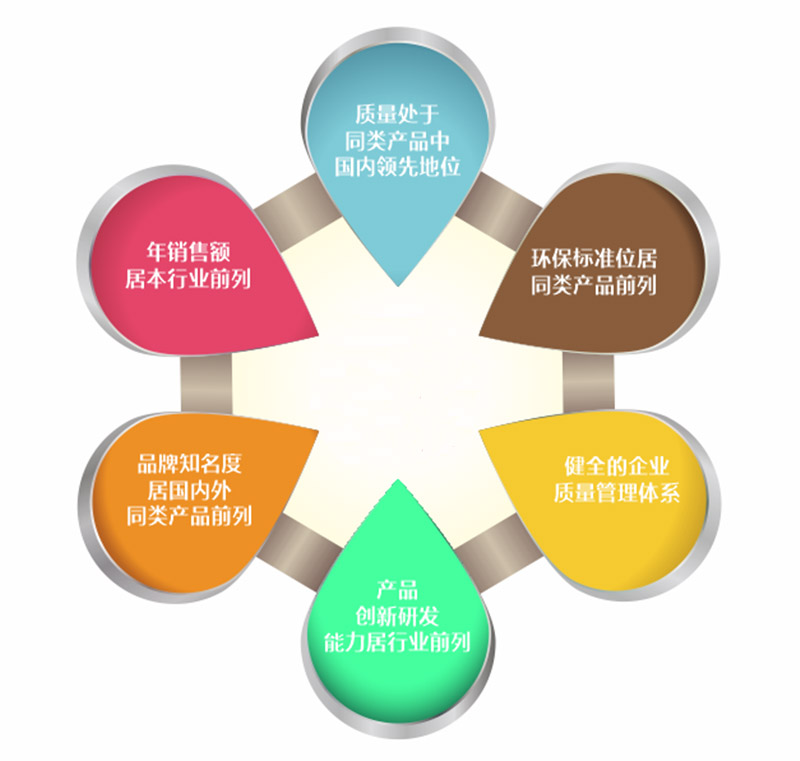 质量处于
同类产品中
国内领先地位
环保标准位居
同类产品前列
健全的企业
质量管理体系
产品
创新研发
能力居行业前列
品牌知名度
居国内外
同类产品前列
年销售额
居本行业前列